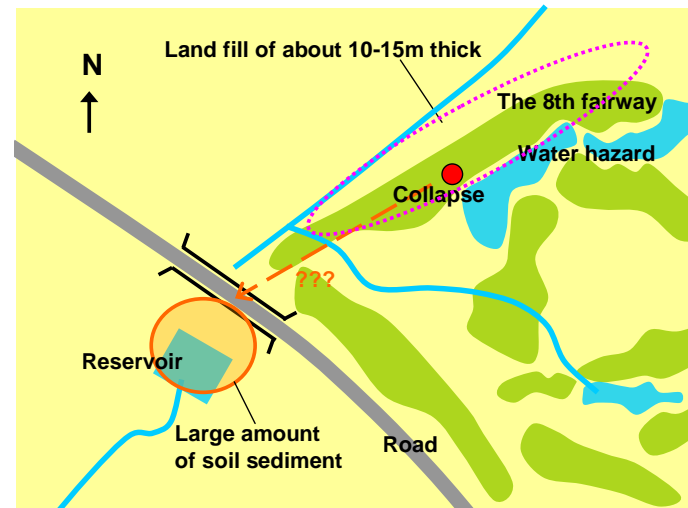 Land fill of about 10-15m thick
N
The 8th fairway
Water hazard
Collapse
???
Reservoir
Large amount
of soil sediment
Road